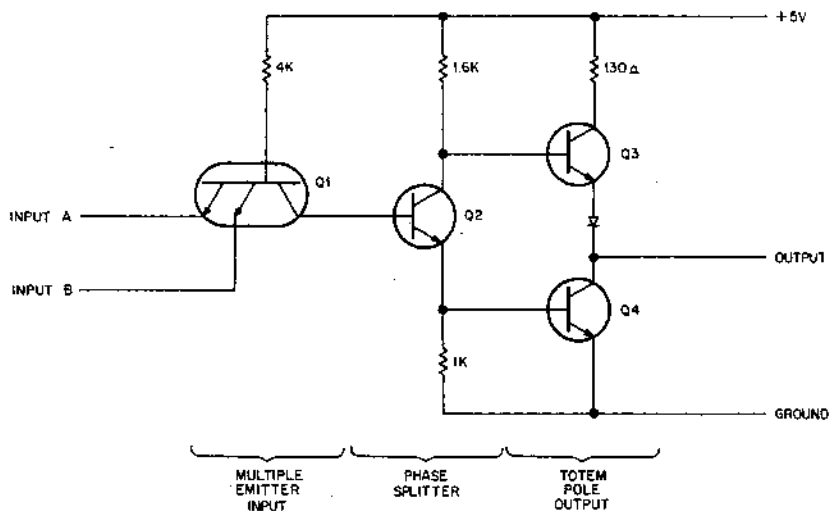 +5V
4K
1.6K
130Ω
Q1
Q3
INPUT A
Q2
INPUT B
OUTPUT
Q4
1K
GROUND
MULTIPLE
EMITTER
INPUT
PHASE
SPLITTER
TOTEM
POLE
OUTPUT